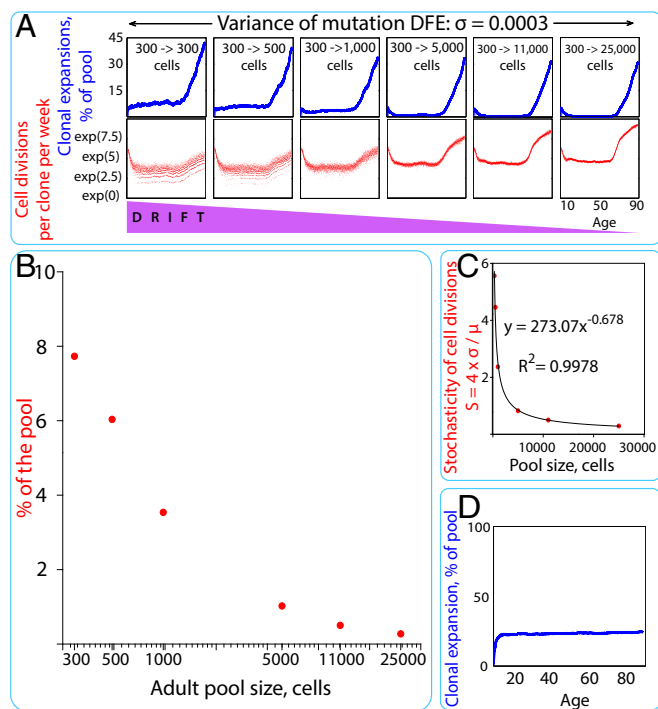 A
Variance of mutation DFE: σ = 0.0003
Clonal expansions,
% of pool
45
30
15
300 -> 300
cells
300 -> 500
cells
300 ->1,000
cells
300 -> 5,000
cells
300 -> 11,000
cells
300 -> 25,000
cells
Cell divisions
per clone per week
exp(7.5)
exp(5)
exp(2.5)
exp(0)
10 50 90
Age
D R I F T
B
% of the pool
10
8
6
4
2
300 500 1000 5000 11000 25000
Adult pool size, cells
C
Stochasticity of cell divisions
S = 4 x σ / μ
6
4
2
y = 273.07x^-0.678
R²= 0.9978
10000 20000 30000
Pool size, cells
D
Clonal expansion, % of pool
100
50
0
20 40 60 80
Age